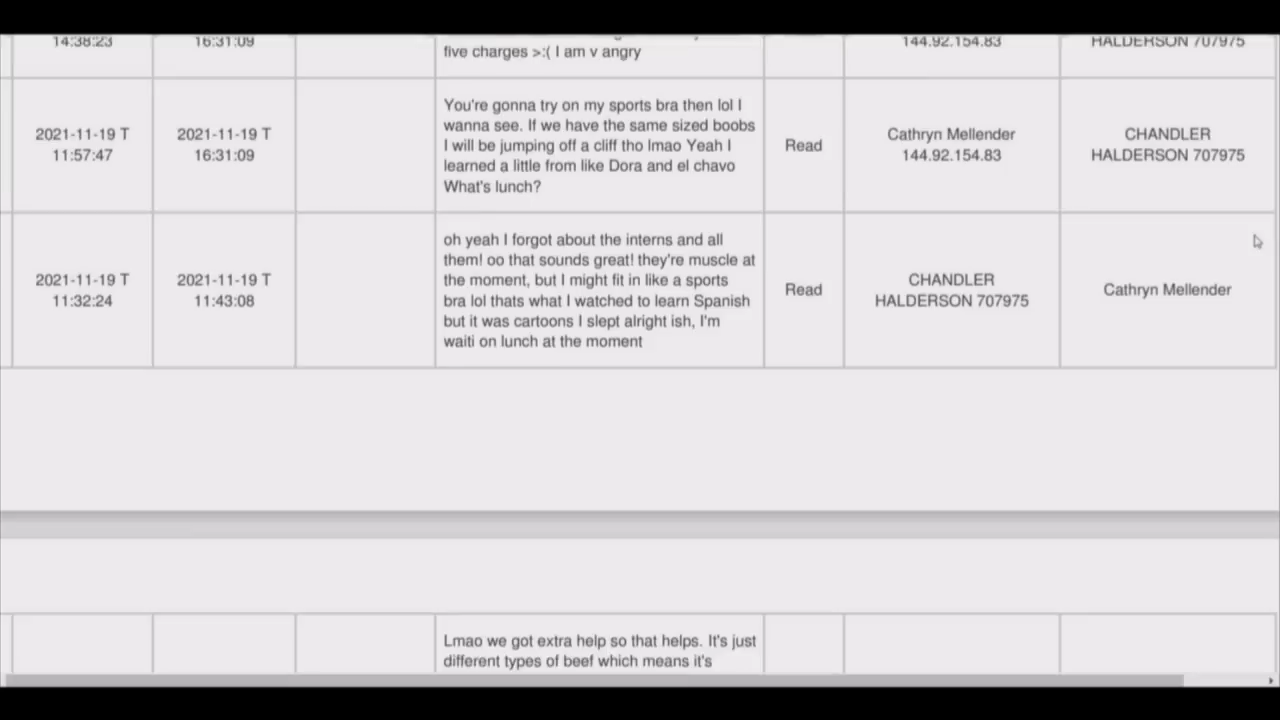 14:38:23
16:31:09
five charges >:( I am v angry
144.92.154.83
HALDERSON 707975
2021-11-19 T
11:57:47
2021-11-19 T
16:31:09
You're gonna try on my sports bra then lol I
wanna see. If we have the same sized boobs
I will be jumping off a cliff tho lmao Yeah I
learned a little from like Dora and el chavo
What's lunch?
Read
Cathryn Mellender
144.92.154.83
CHANDLER
HALDERSON 707975
2021-11-19 T
11:32:24
2021-11-19 T
11:43:08
oh yeah I forgot about the interns and all
them! oo that sounds great! they're muscle at
the moment, but I might fit in like a sports
bra lol thats what I watched to learn Spanish
but it was cartoons I slept alright ish, I'm
waiti on lunch at the moment
Read
CHANDLER
HALDERSON 707975
Cathryn Mellender
Lmao we got extra help so that helps. It's just
different types of beef which means it's